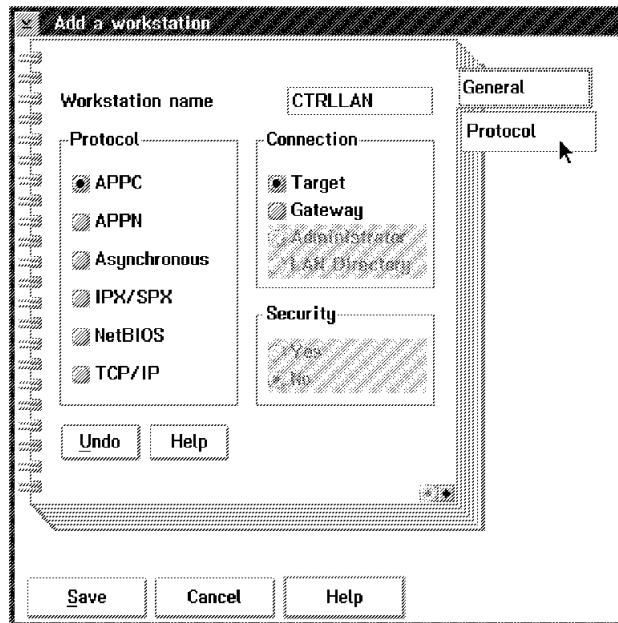 Add a workstation
General
Protocol
Workstation name CTRLLAN
Protocol
APPC
APPN
Asynchronous
IPX/SPX
NetBIOS
TCP/IP
Connection
Target
Gateway
Administrator
LAN Directory
Security
Yes
No
Undo Help
Save Cancel Help